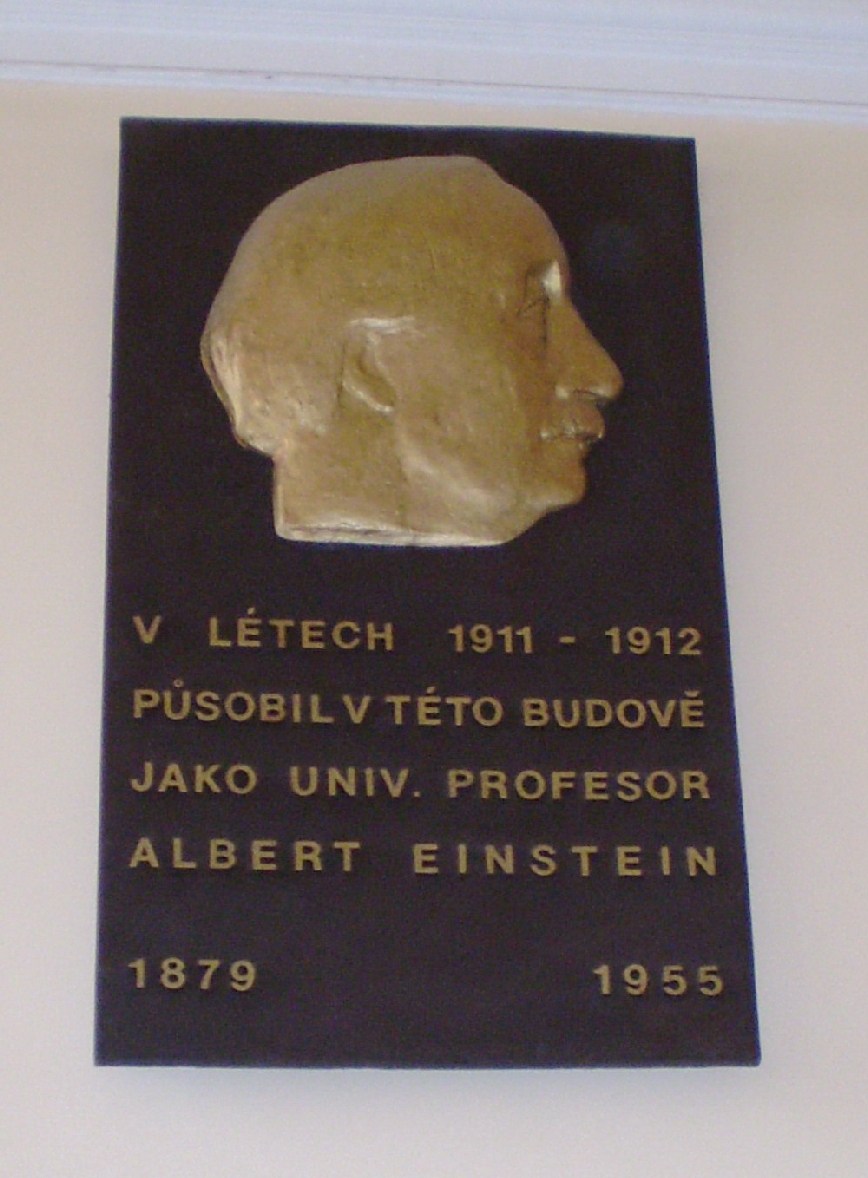 V LÉTECH 1911 - 1912
PŮSOBIL V TÉTO BUDOVĚ
JAKO UNIV. PROFESOR
ALBERT EINSTEIN
1879 1955